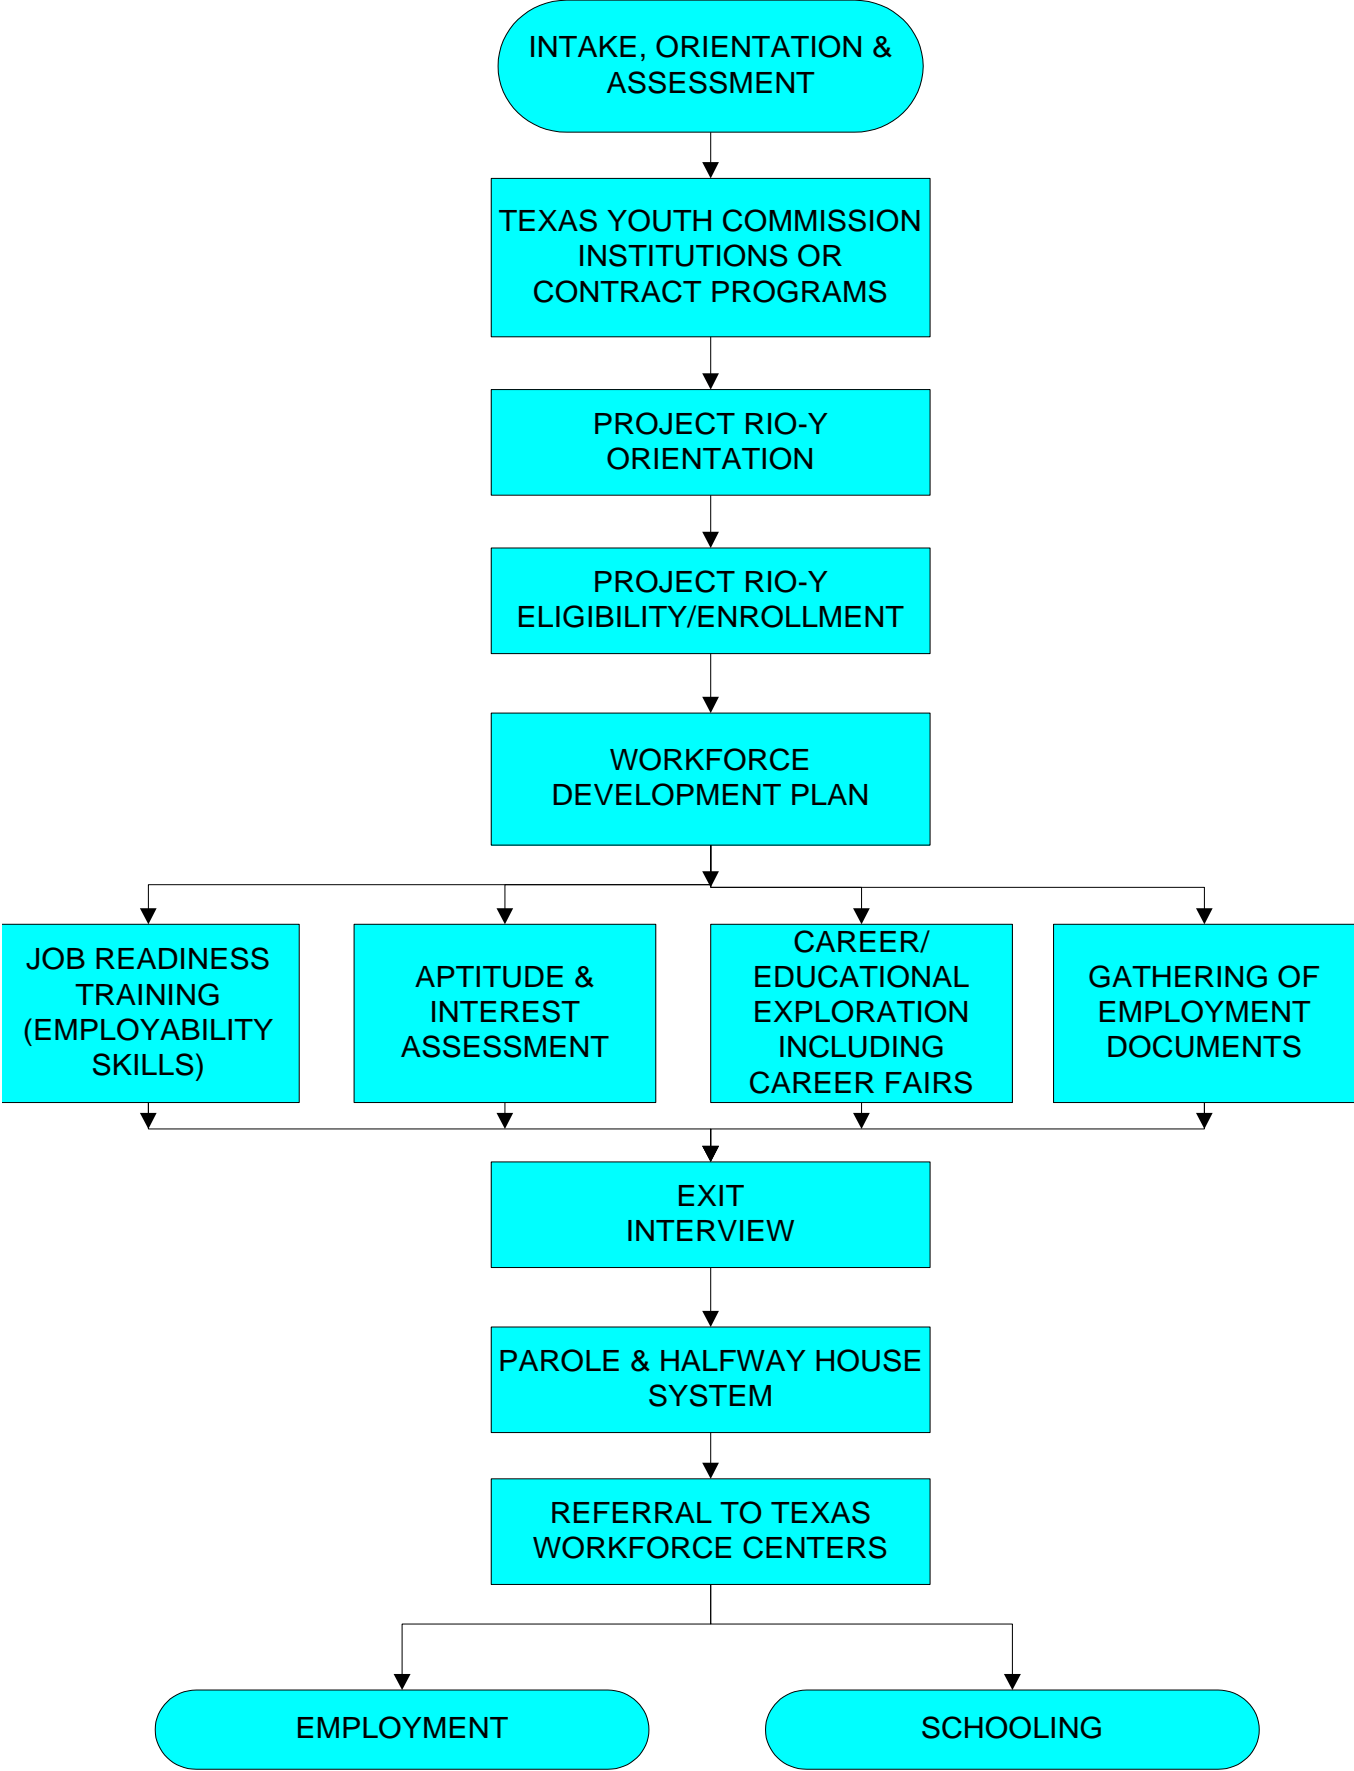 INTAKE, ORIENTATION &
ASSESSMENT
TEXAS YOUTH COMMISSION
INSTITUTIONS OR
CONTRACT PROGRAMS
PROJECT RIO-Y
ORIENTATION
PROJECT RIO-Y
ELIGIBILITY/ENROLLMENT
WORKFORCE
DEVELOPMENT PLAN
JOB READINESS
TRAINING
(EMPLOYABILITY
SKILLS)
APTITUDE &
INTEREST
ASSESSMENT
CAREER/
EDUCATIONAL
EXPLORATION
INCLUDING
CAREER FAIRS
GATHERING OF
EMPLOYMENT
DOCUMENTS
EXIT
INTERVIEW
PAROLE & HALFWAY HOUSE
SYSTEM
REFERRAL TO TEXAS
WORKFORCE CENTERS
EMPLOYMENT
SCHOOLING